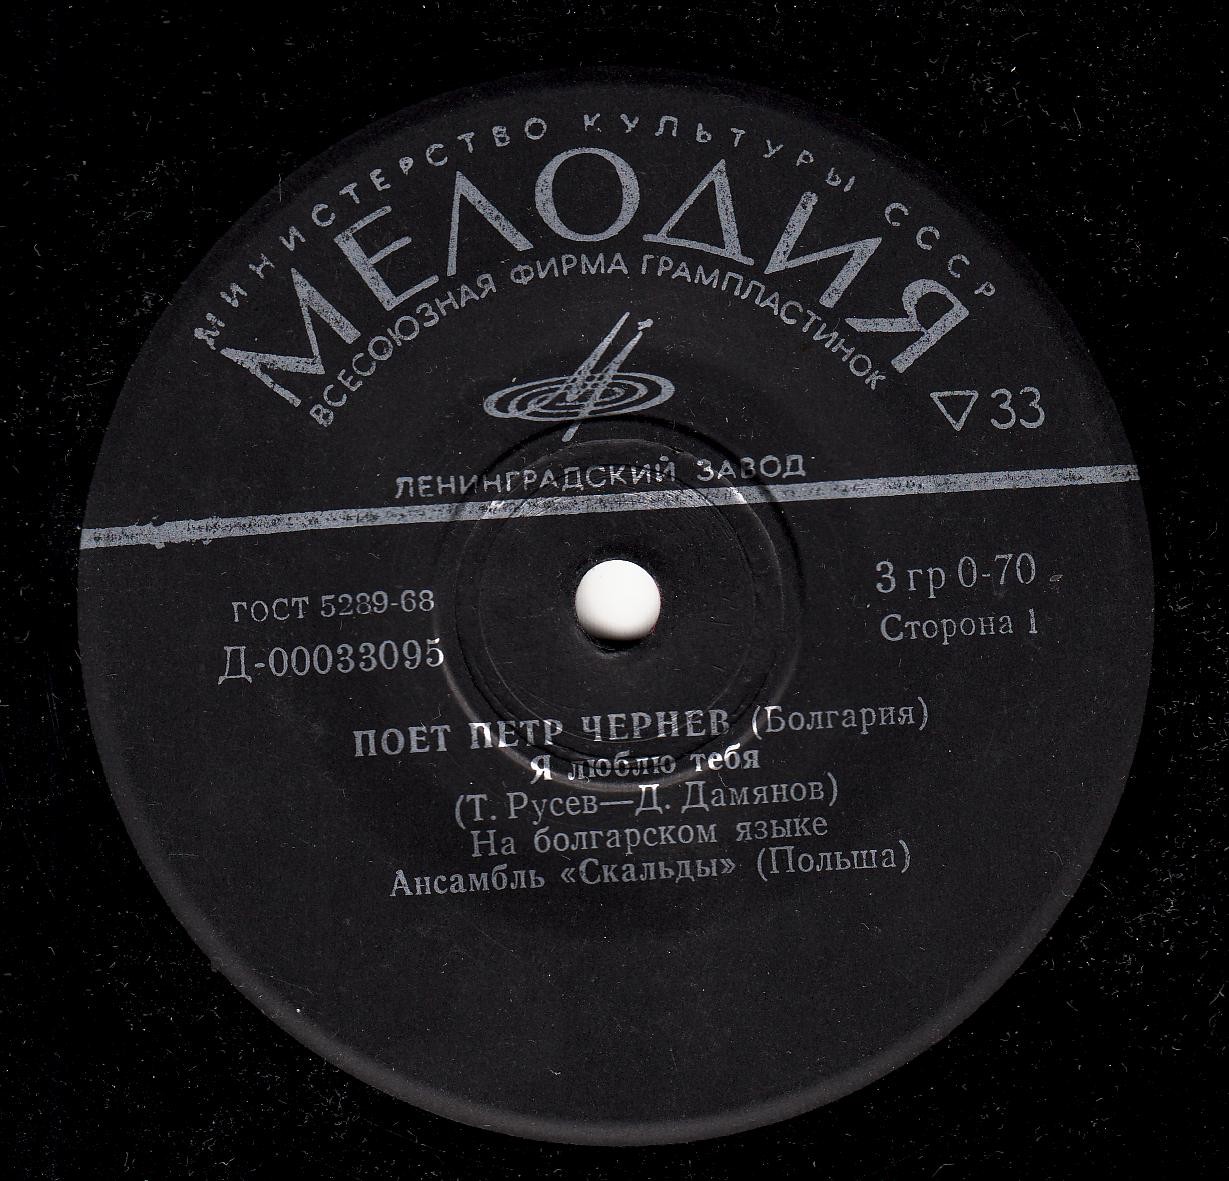 МИНИСТЕРСТВО КУЛЬТУРЫ СССР
МЕЛОДИЯ
ВСЕСОЮЗНАЯ ФИРМА ГРАМПЛАСТИНОК
▽33
ЛЕНИНГРАДСКИЙ ЗАВОД
ГОСТ 5289-68
Д-00033095
3 гр 0-70
Сторона 1
ПОЕТ ПЕТР ЧЕРНЕВ (Болгария)
Я люблю тебя
(Т. Русев—Д. Дамянов)
На болгарском языке
Ансамбль «Скальды» (Польша)